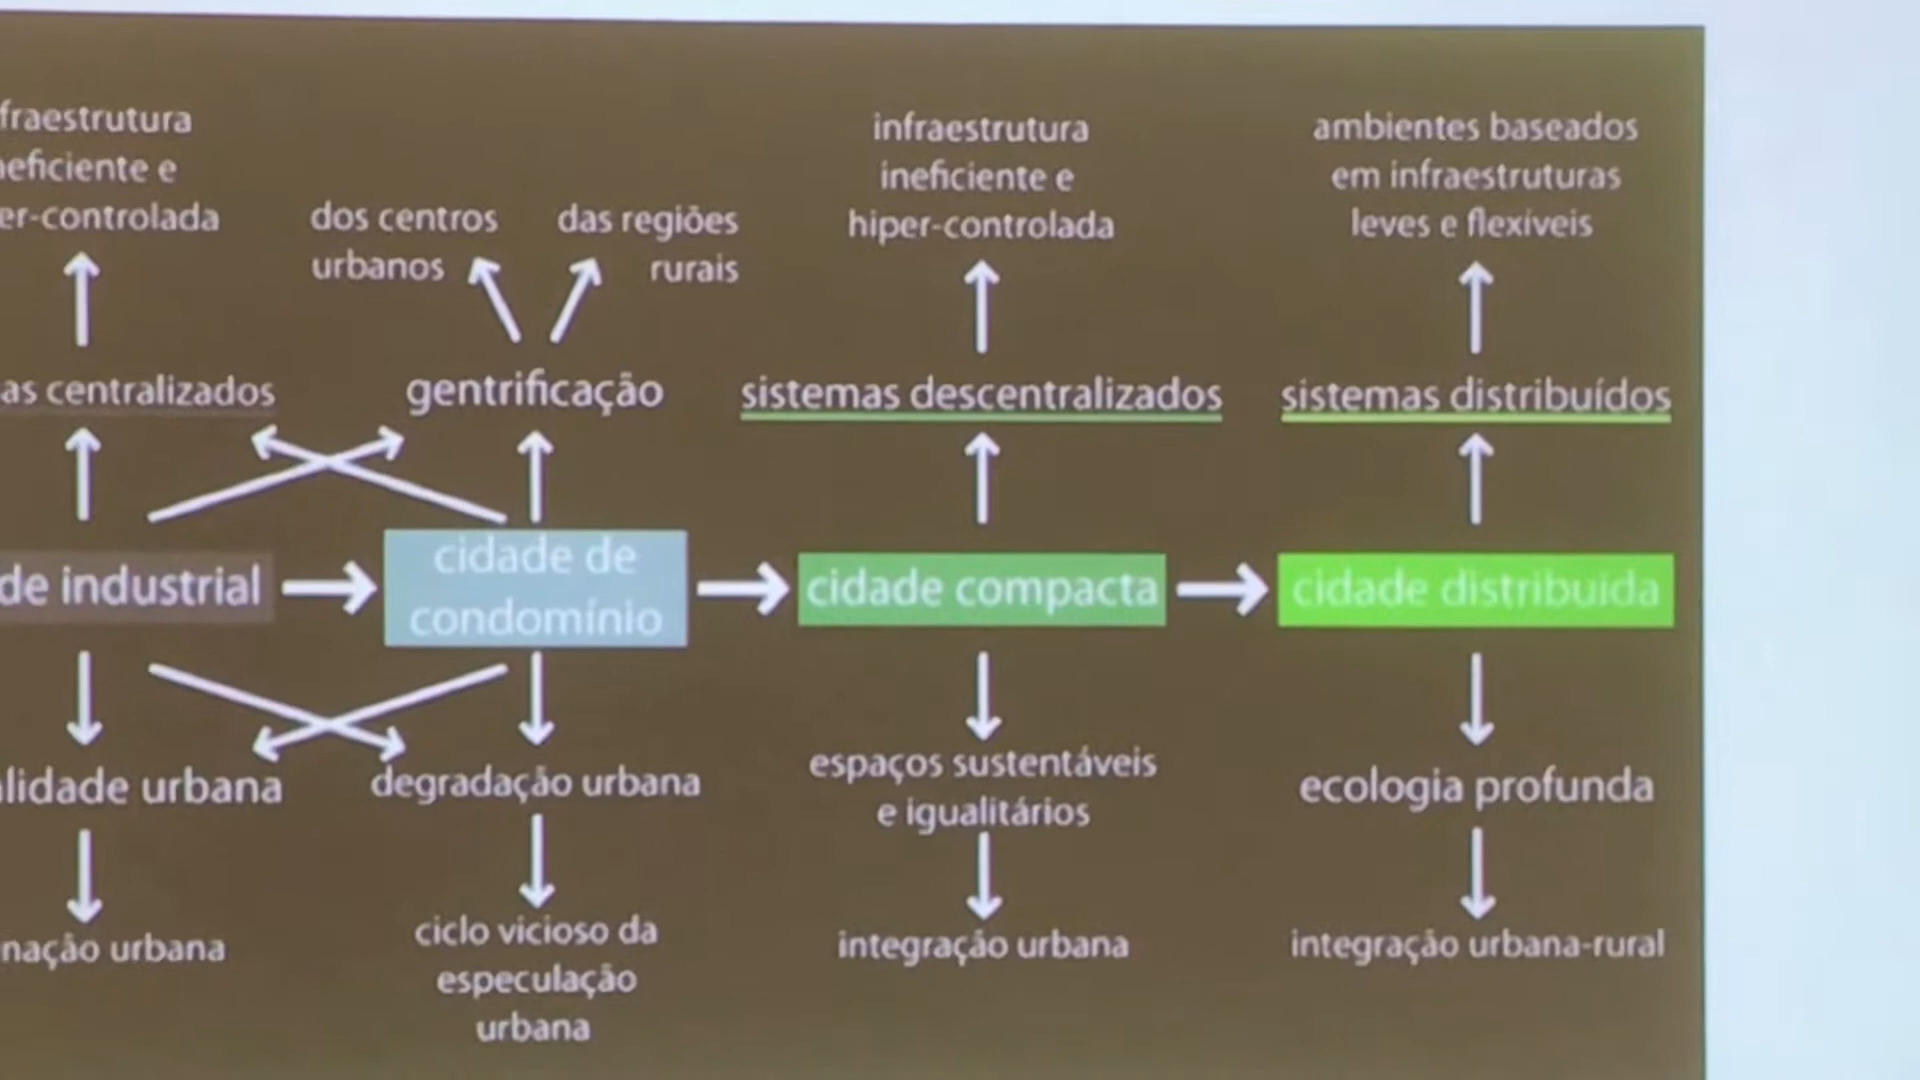 fraestrutura
neficiente e
er-controlada
dos centros
urbanos
das regiões
rurais
infraestrutura
ineficiente e
hiper-controlada
ambientes baseados
em infraestruturas
leves e flexíveis
as centralizados
gentrificação
sistemas descentralizados
sistemas distribuídos
de industrial
cidade de
condomínio
cidade compacta
cidade distribuída
alidade urbana
degradação urbana
espaços sustentáveis
e igualitários
ecologia profunda
nação urbana
ciclo vicioso da
especulação
urbana
integração urbana
integração urbana-rural